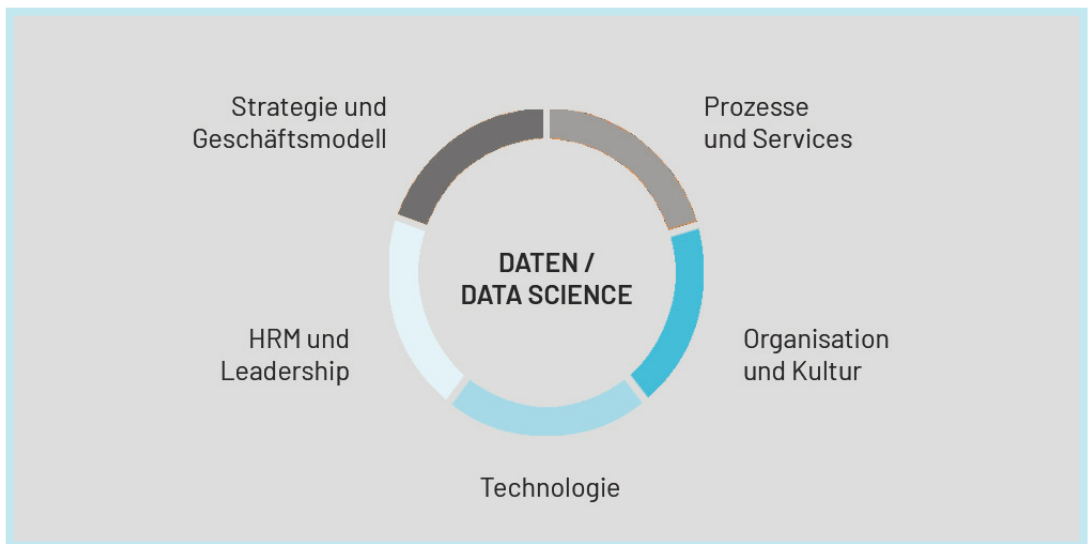 Strategie und
Geschäftsmodell
Prozesse
und Services
DATEN /
DATA SCIENCE
HRM und
Leadership
Organisation
und Kultur
Technologie